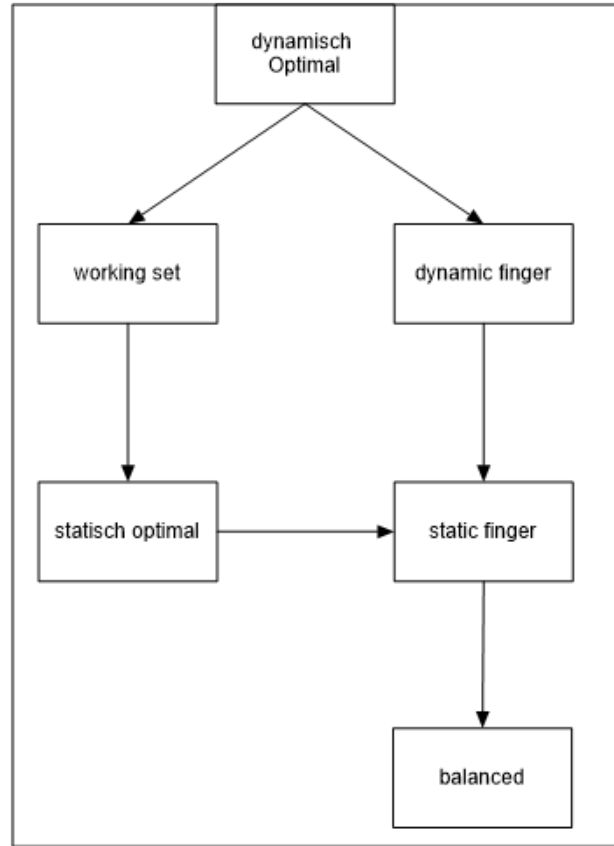 dynamisch
Optimal
working set
dynamic finger
statisch optimal
static finger
balanced